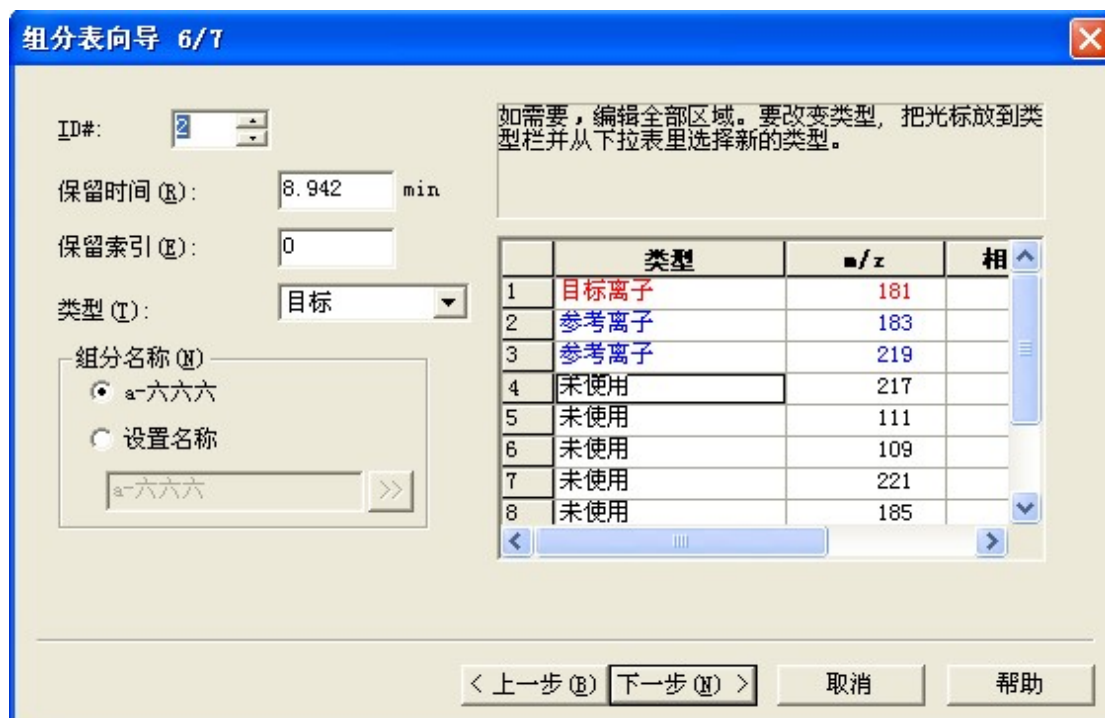 组分表向导 6/7
ID#: 2
如需要，编辑全部区域。要改变类型，把光标放到类
型栏并从下拉表里选择新的类型。
保留时间(R): 8.942 min
保留索引(E): 0
类型(T): 目标
组分名称(N)
a-六六六
设置名称
a-六六六 >>
类型 m/z 相
1 目标离子 181
2 参考离子 183
3 参考离子 219
4 未使用 217
5 未使用 111
6 未使用 109
7 未使用 221
8 未使用 185
< 上一步(B) 下一步(N) > 取消 帮助